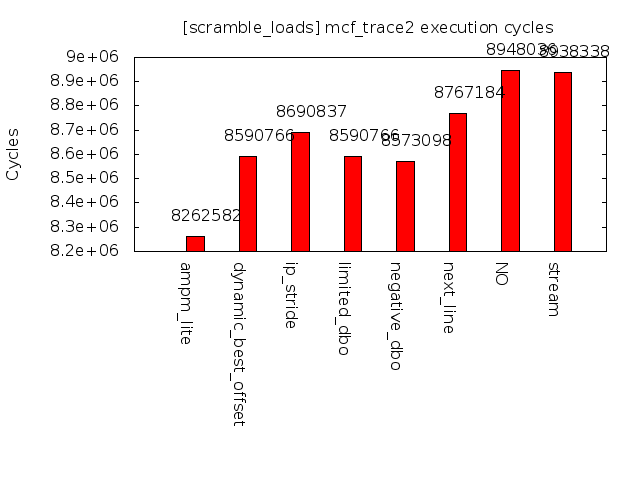 [scramble_loads] mcf_trace2 execution cycles
Cycles
9e+06
8.9e+06
8.8e+06
8.7e+06
8.6e+06
8.5e+06
8.4e+06
8.3e+06
8.2e+06
8262582
8590766
8690837
8590766
8573098
8767184
8948036
8938338
ampm_lite
dynamic_best_offset
ip_stride
limited_dbo
negative_dbo
next_line
NO
stream